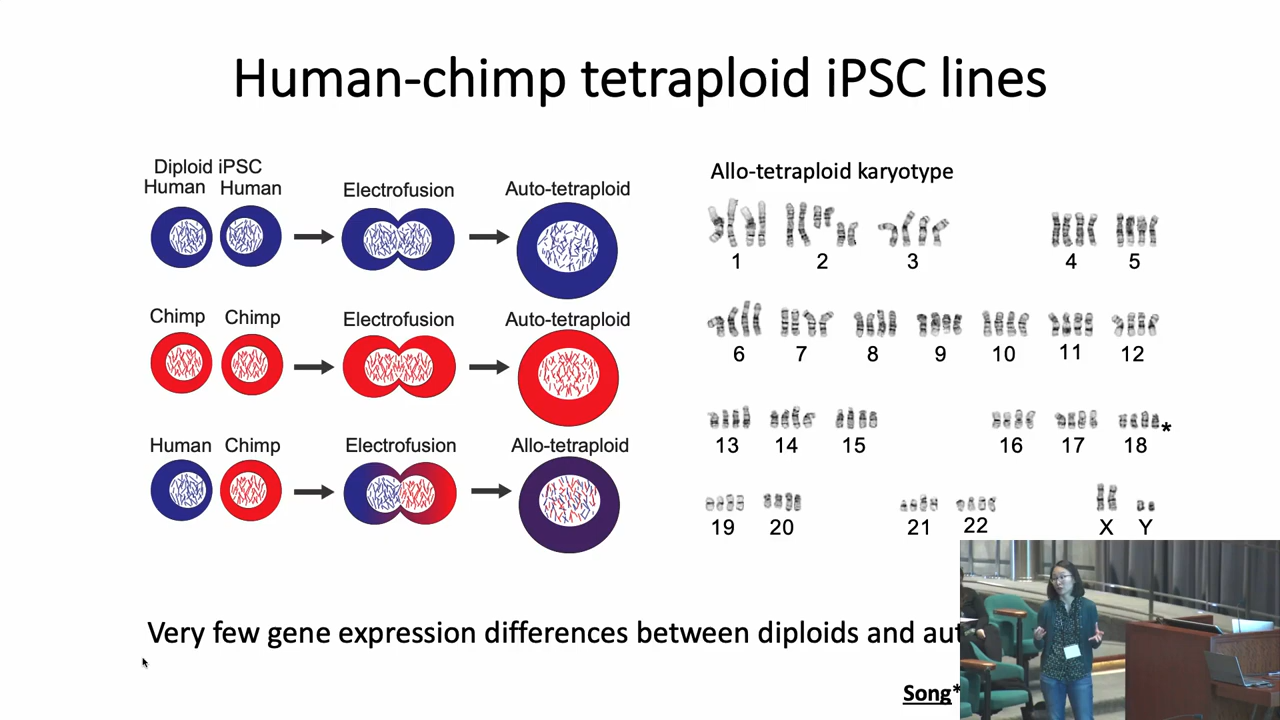 Human-chimp tetraploid iPSC lines
Diploid iPSC
Human Human
Electrofusion
Auto-tetraploid
Chimp Chimp
Electrofusion
Auto-tetraploid
Human Chimp
Electrofusion
Allo-tetraploid
Allo-tetraploid karyotype
1 2 3 4 5
6 7 8 9 10 11 12
13 14 15 16 17 18 *
19 20 21 22 X Y
Very few gene expression differences between diploids and
Song*